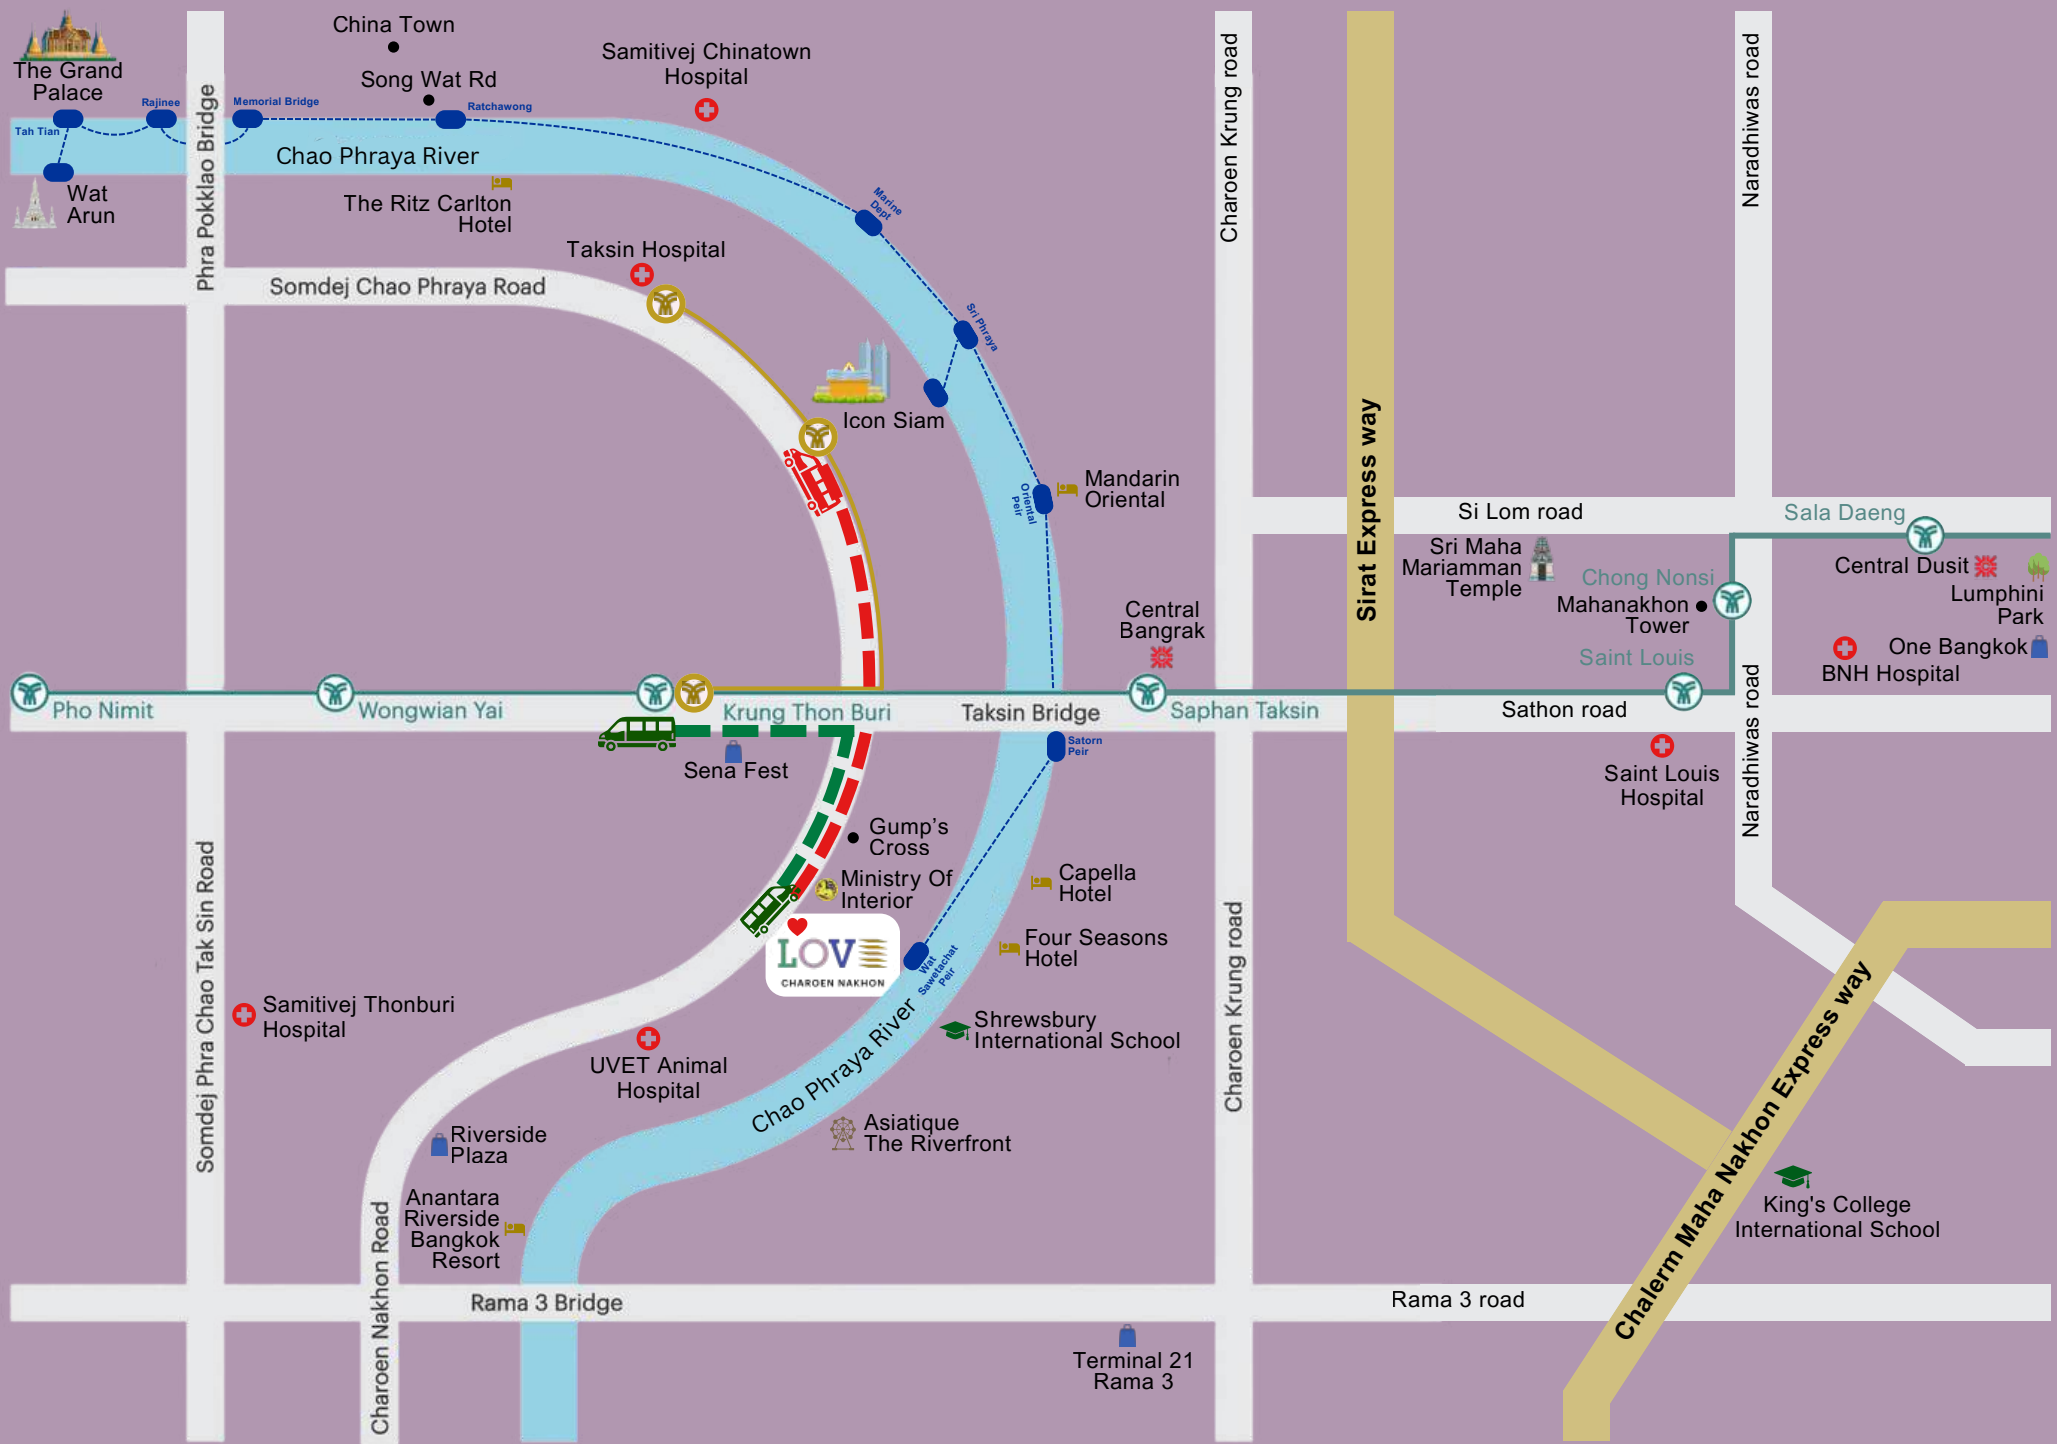 China Town
Song Wat Rd
Samitivej Chinatown
Hospital
The Grand
Palace
Tah Tian
Rajinee
Memorial Bridge
Ratchawong
Wat
Arun
Chao Phraya River
Phra Pokklao Bridge
The Ritz Carlton
Hotel
Taksin Hospital
Somdej Chao Phraya Road
Marine
Dept
Sri Phraya
Icon Siam
Oriental
Peir
Mandarin
Oriental
Charoen Krung road
Sirat Express way
Naradhiwas road
Si Lom road
Sala Daeng
Sri Maha
Mariamman
Temple
Chong Nonsi
Mahanakhon
Tower
Central Dusit
Lumphini
Park
One Bangkok
BNH Hospital
Saint Louis
Central
Bangrak
Pho Nimit
Wongwian Yai
Krung Thon Buri
Taksin Bridge
Saphan Taksin
Sathon road
Naradhiwas road
Satorn
Peir
Sena Fest
Saint Louis
Hospital
Gump's
Cross
Ministry Of
Interior
LOVE
CHAROEN NAKHON
Wat
Sawetachat
Peir
Capella
Hotel
Four Seasons
Hotel
Shrewsbury
International School
Chao Phraya River
Charoen Krung road
Somdej Phra Chao Tak Sin Road
Samitivej Thonburi
Hospital
UVET Animal
Hospital
Asiatique
The Riverfront
Riverside
Plaza
Anantara
Riverside
Bangkok
Resort
Charoen Nakhon Road
Chalerm Maha Nakhon Express way
King's College
International School
Rama 3 Bridge
Rama 3 road
Terminal 21
Rama 3